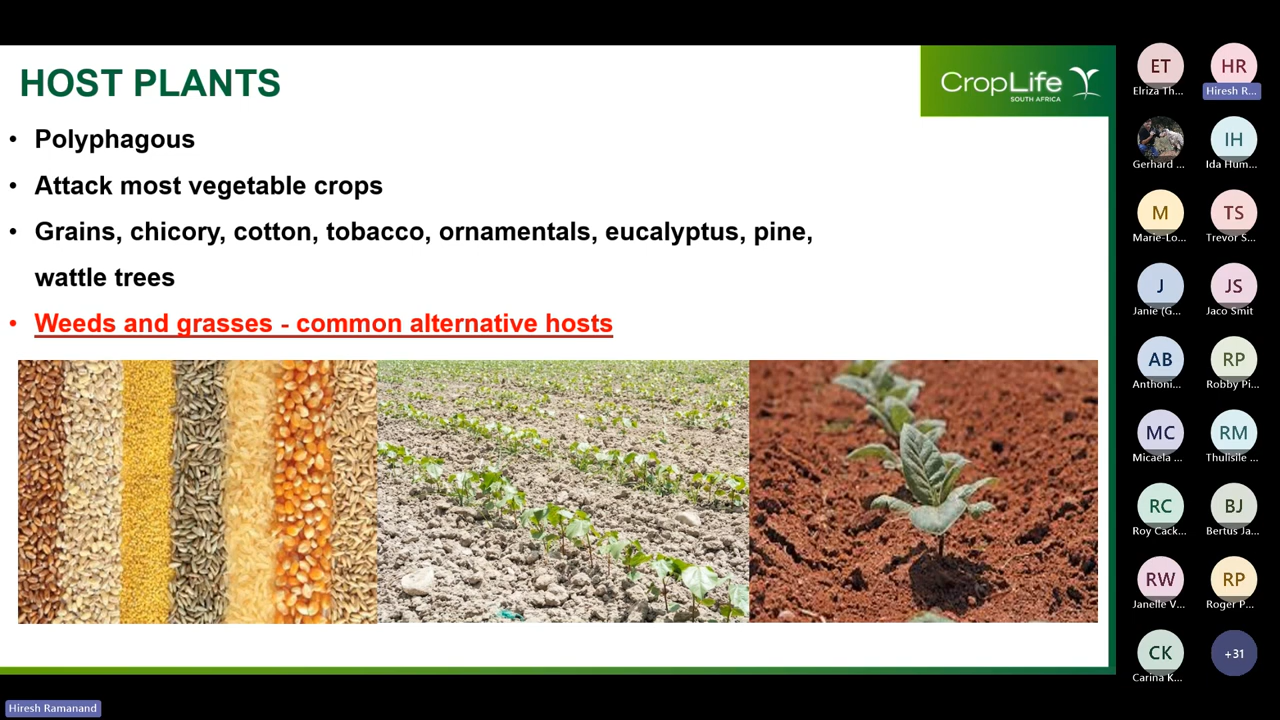 HOST PLANTS
CropLife
SOUTH AFRICA
• Polyphagous
• Attack most vegetable crops
• Grains, chicory, cotton, tobacco, ornamentals, eucalyptus, pine,
wattle trees
• Weeds and grasses - common alternative hosts
ET
HR
Elriza Th...
Hiresh R...
IH
Gerhard ...
Ida Hum...
M
TS
Marie-Lo...
Trevor S...
J
JS
Janie (G...
Jaco Smit
AB
RP
Anthoni...
Robby Pi...
MC
RM
Micaela ...
Thulisile ...
RC
BJ
Roy Cack...
Bertus Ja...
RW
RP
Janelle V...
Roger P...
CK
+31
Carina K...
Hiresh Ramanand